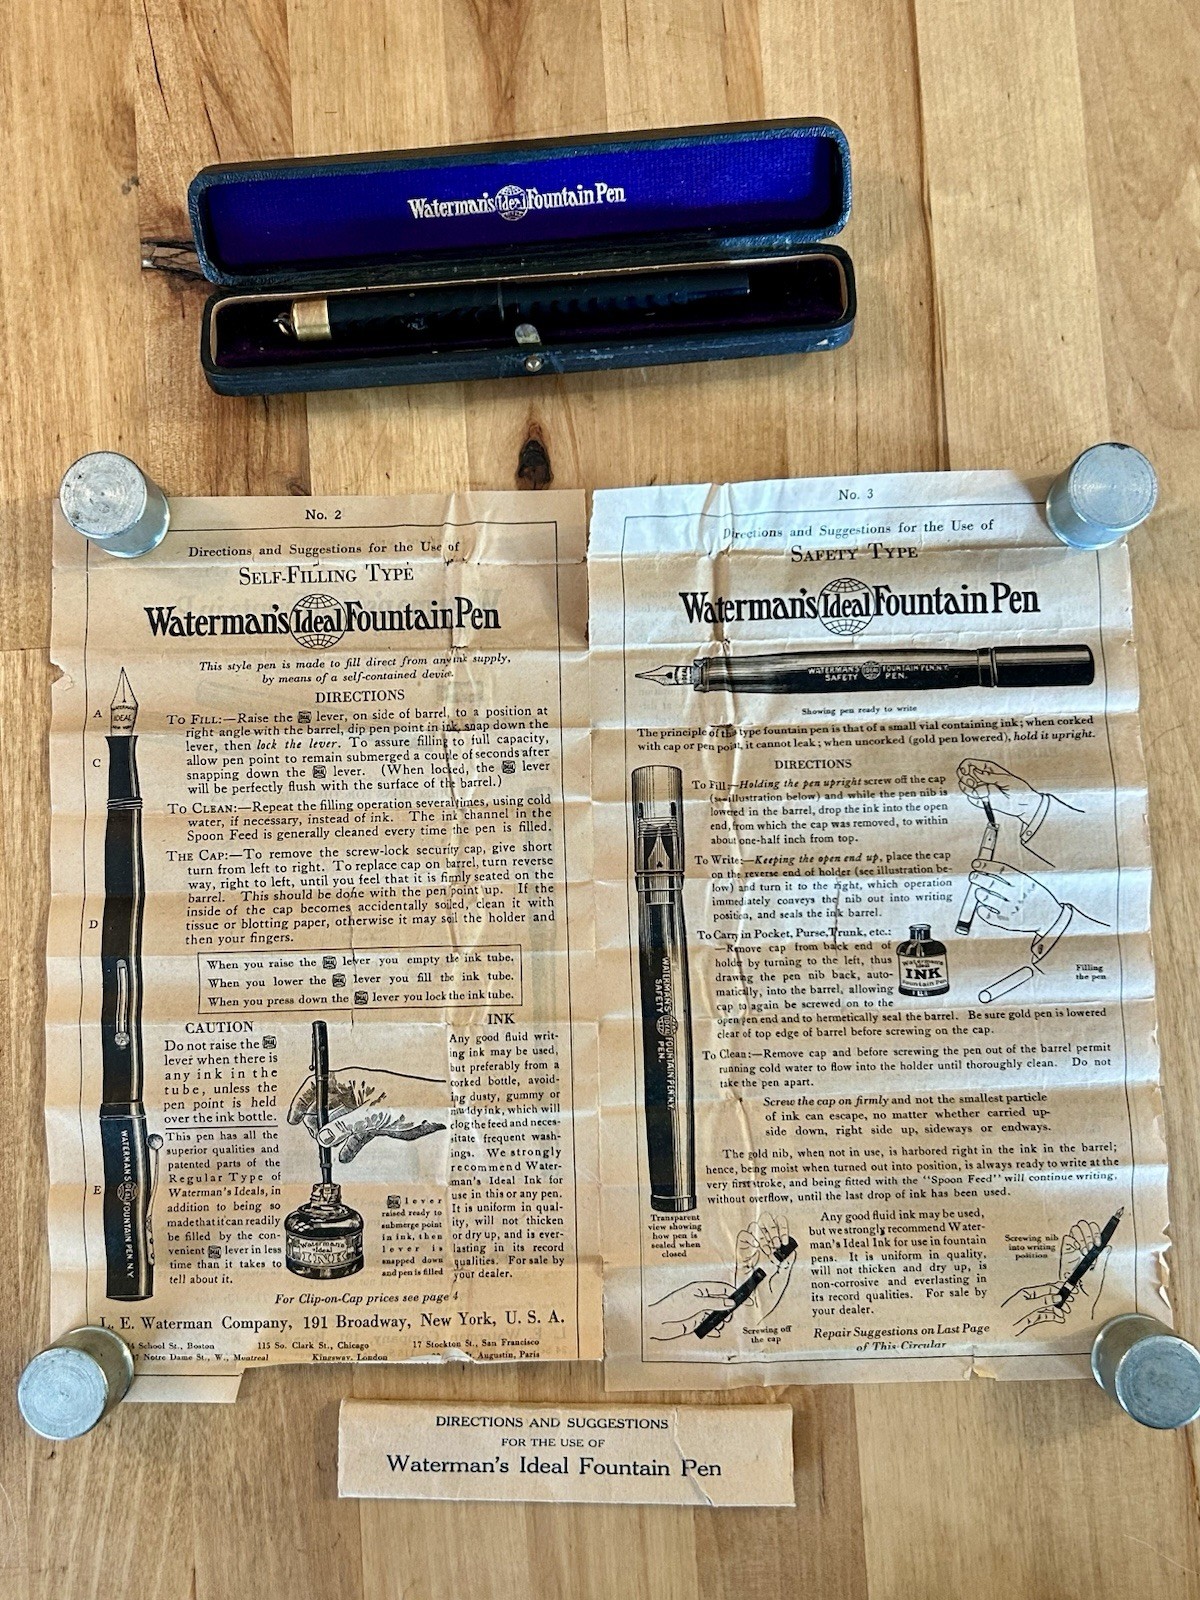 Waterman's Ideal Fountain Pen
No. 2
Directions and Suggestions for the Use of
SELF-FILLING TYPE
Waterman's Ideal Fountain Pen
This style pen is made to fill direct from any ink supply,
by means of a self-contained device.
DIRECTIONS
TO FILL:—Raise the lever, on side of barrel, to a position at
right angle with the barrel, dip pen point in ink, snap down the
lever, then lock the lever. To assure filling to full capacity,
allow pen point to remain submerged a couple of seconds after
snapping down the lever. (When locked, the lever
will be perfectly flush with the surface of the barrel.)
TO CLEAN:—Repeat the filling operation several times, using cold
water, if necessary, instead of ink. The ink channel in the
Spoon Feed is generally cleaned every time the pen is filled.
THE CAP:—To remove the screw-lock security cap, give short
turn from left to right. To replace cap on barrel, turn reverse
way, right to left, until you feel that it is firmly seated on the
barrel. This should be done with the pen point up. If the
inside of the cap becomes accidentally soiled, clean it with
tissue or blotting paper, otherwise it may soil the holder and
then your fingers.
When you raise the lever you empty the ink tube.
When you lower the lever you fill the ink tube.
When you press down the lever you lock the ink tube.
A
C
D
E
IDEAL
WATERMAN'S Ideal FOUNTAIN PEN NY
CAUTION
Do not raise the
lever when there is
any ink in the
tube, unless the
pen point is held
over the ink bottle.
This pen has all the
superior qualities and
patented parts of the
Regular Type of
Waterman's Ideals, in
addition to being so
made that it can readily
be filled by the con-
venient lever in less
time than it takes to
tell about it.
Waterman's
Ideal
lever
raised ready to
submerge point
in ink, then
lever is
snapped down
and pen is filled
INK
Any good fluid writ-
ing ink may be used,
but preferably from a
corked bottle, avoid-
ing dusty, gummy or
muddy ink, which will
clog the feed and neces-
sitate frequent wash-
ings. We strongly
recommend Water-
man's Ideal Ink for
use in this or any pen.
It is uniform in qual-
ity, will not thicken
or dry up, and is ever-
lasting in its record
qualities. For sale by
your dealer.
For Clip-on-Cap prices see page 4
L. E. Waterman Company, 191 Broadway, New York, U. S. A.
School St., Boston 115 So. Clark St., Chicago 17 Stockton St., San Francisco
Notre Dame St., W., Montreal Kingsway, London Augustin, Paris
No. 3
Directions and Suggestions for the Use of
SAFETY TYPE
Waterman's Ideal Fountain Pen
WATERMAN'S Ideal FOUNTAIN PEN N.Y.
SAFETY PEN.
Showing pen ready to write
The principle of this type fountain pen is that of a small vial containing ink; when corked
with cap or pen point, it cannot leak; when uncorked (gold pen lowered), hold it upright.
DIRECTIONS
To Fill:—Holding the pen upright screw off the cap
(see illustration below) and while the pen nib is
lowered in the barrel, drop the ink into the open
end, from which the cap was removed, to within
about one-half inch from top.
To Write:—Keeping the open end up, place the cap
on the reverse end of holder (see illustration be-
low) and turn it to the right, which operation
immediately conveys the nib out into writing
position, and seals the ink barrel.
To Carry in Pocket, Purse, Trunk, etc.:
—Remove cap from back end of
holder by turning to the left, thus
drawing the pen nib back, auto-
matically, into the barrel, allowing
cap to again be screwed on to the
open pen end and to hermetically seal the barrel. Be sure gold pen is lowered
clear of top edge of barrel before screwing on the cap.
To Clean:—Remove cap and before screwing the pen out of the barrel permit
running cold water to flow into the holder until thoroughly clean. Do not
take the pen apart.
Waterman's
Ideal
INK
Fountain Pen
Filling
the pen
WATERMAN'S Ideal FOUNTAIN PEN N.Y.
SAFETY PEN.
Screw the cap on firmly and not the smallest particle
of ink can escape, no matter whether carried up-
side down, right side up, sideways or endways.
The gold nib, when not in use, is harbored right in the ink in the barrel;
hence, being moist when turned out into position, is always ready to write at the
very first stroke, and being fitted with the "Spoon Feed" will continue writing,
without overflow, until the last drop of ink has been used.
Transparent
view showing
how pen is
sealed when
closed
Screwing off
the cap
Any good fluid ink may be used,
but we strongly recommend Water-
man's Ideal Ink for use in fountain
pens. It is uniform in quality,
will not thicken and dry up, is
non-corrosive and everlasting in
its record qualities. For sale by
your dealer.
Screwing nib
into writing
position
Repair Suggestions on Last Page
of This Circular
DIRECTIONS AND SUGGESTIONS
FOR THE USE OF
Waterman's Ideal Fountain Pen